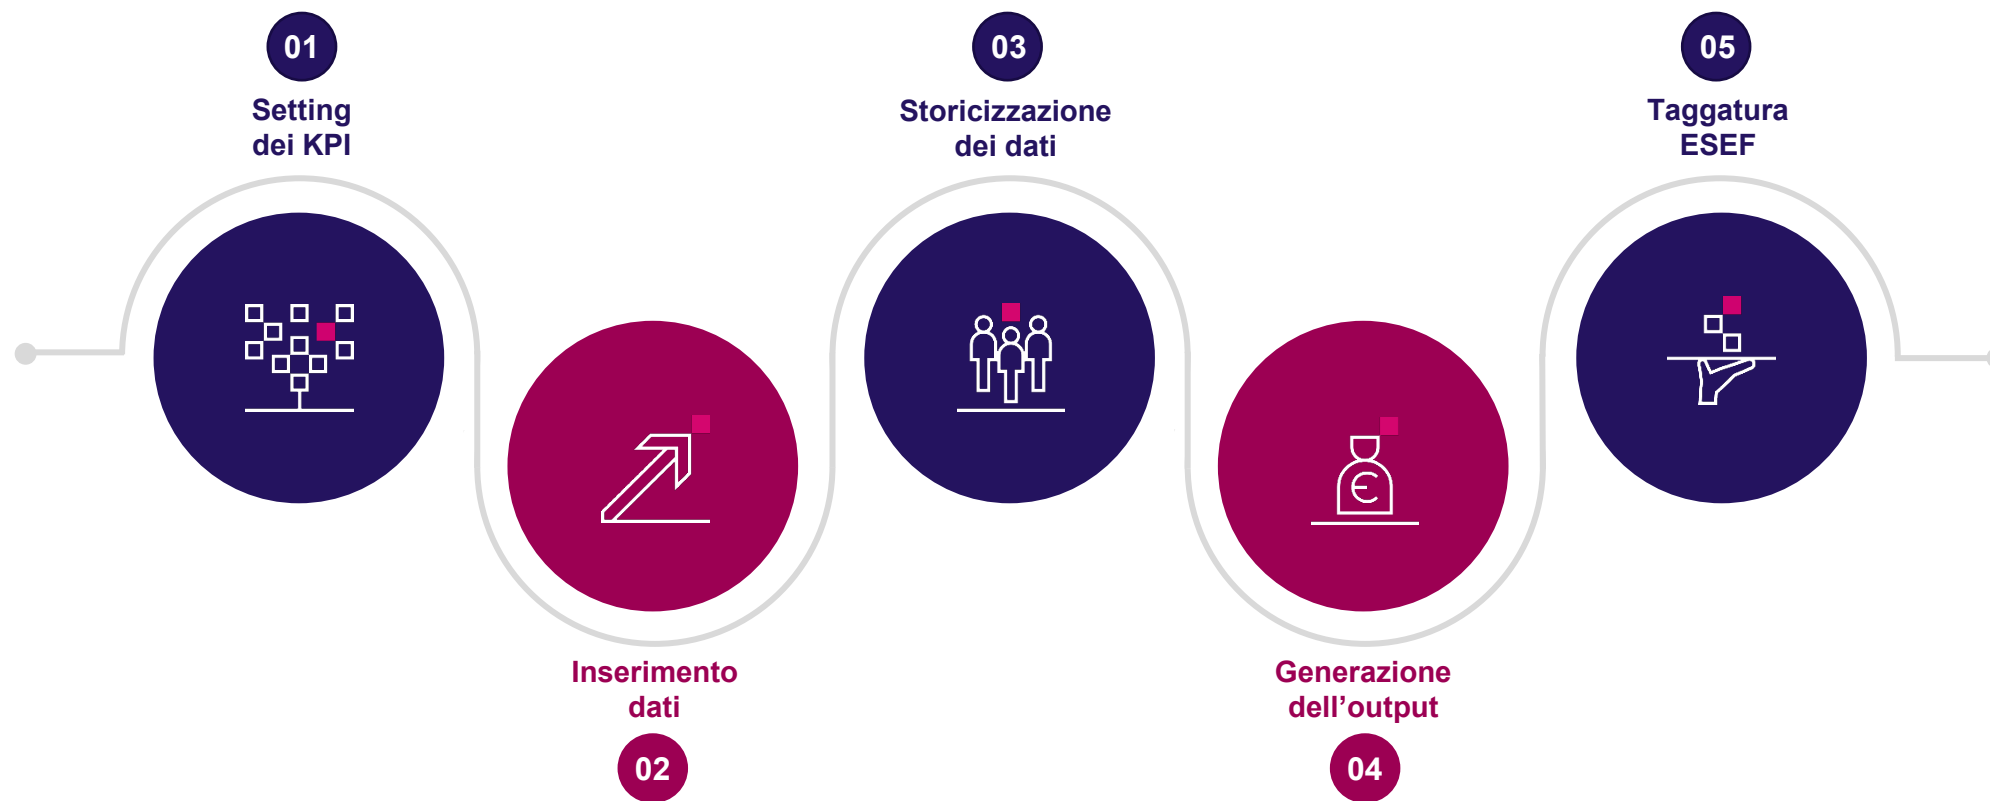 01
Setting
dei KPI
Inserimento
dati
02
03
Storicizzazione
dei dati
Generazione
dell’output
04
05
Taggatura
ESEF